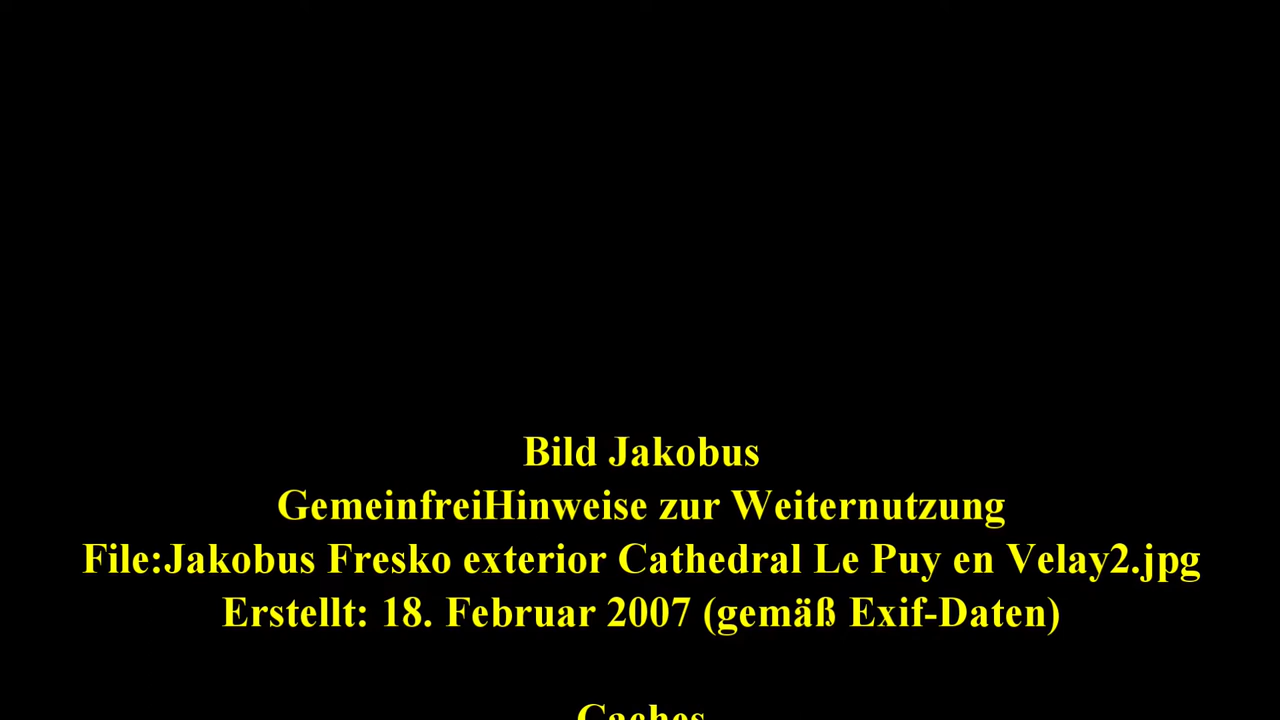 Bild Jakobus
GemeinfreiHinweise zur Weiternutzung
File:Jakobus Fresko exterior Cathedral Le Puy en Velay2.jpg
Erstellt: 18. Februar 2007 (gemäß Exif-Daten)
Caches